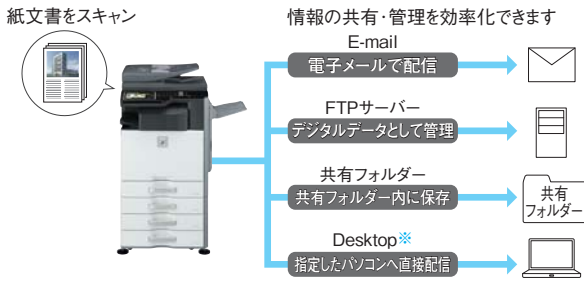 紙文書をスキャン
情報の共有・管理を効率化できます
E-mail
電子メールで配信
FTPサーバー
デジタルデータとして管理
共有フォルダー
共有フォルダー内に保存
共有
フォルダー
Desktop※
指定したパソコンへ直接配信